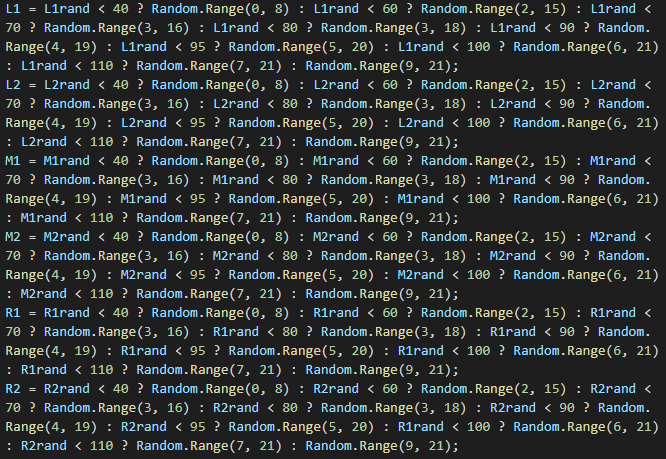 L1 = L1rand < 40 ? Random.Range(0, 8) : L1rand < 60 ? Random.Range(2, 15) : L1rand <
70 ? Random.Range(3, 16) : L1rand < 80 ? Random.Range(3, 18) : L1rand < 90 ? Random.
Range(4, 19) : L1rand < 95 ? Random.Range(5, 20) : L1rand < 100 ? Random.Range(6, 21)
: L1rand < 110 ? Random.Range(7, 21) : Random.Range(9, 21);
L2 = L2rand < 40 ? Random.Range(0, 8) : L2rand < 60 ? Random.Range(2, 15) : L2rand <
70 ? Random.Range(3, 16) : L2rand < 80 ? Random.Range(3, 18) : L2rand < 90 ? Random.
Range(4, 19) : L2rand < 95 ? Random.Range(5, 20) : L2rand < 100 ? Random.Range(6, 21)
: L2rand < 110 ? Random.Range(7, 21) : Random.Range(9, 21);
M1 = M1rand < 40 ? Random.Range(0, 8) : M1rand < 60 ? Random.Range(2, 15) : M1rand <
70 ? Random.Range(3, 16) : M1rand < 80 ? Random.Range(3, 18) : M1rand < 90 ? Random.
Range(4, 19) : M1rand < 95 ? Random.Range(5, 20) : M1rand < 100 ? Random.Range(6, 21)
: M1rand < 110 ? Random.Range(7, 21) : Random.Range(9, 21);
M2 = M2rand < 40 ? Random.Range(0, 8) : M2rand < 60 ? Random.Range(2, 15) : M2rand <
70 ? Random.Range(3, 16) : M2rand < 80 ? Random.Range(3, 18) : M2rand < 90 ? Random.
Range(4, 19) : M2rand < 95 ? Random.Range(5, 20) : M2rand < 100 ? Random.Range(6, 21)
: M2rand < 110 ? Random.Range(7, 21) : Random.Range(9, 21);
R1 = R1rand < 40 ? Random.Range(0, 8) : R1rand < 60 ? Random.Range(2, 15) : R1rand <
70 ? Random.Range(3, 16) : R1rand < 80 ? Random.Range(3, 18) : R1rand < 90 ? Random.
Range(4, 19) : R1rand < 95 ? Random.Range(5, 20) : R1rand < 100 ? Random.Range(6, 21)
: R1rand < 110 ? Random.Range(7, 21) : Random.Range(9, 21);
R2 = R2rand < 40 ? Random.Range(0, 8) : R2rand < 60 ? Random.Range(2, 15) : R2rand <
70 ? Random.Range(3, 16) : R2rand < 80 ? Random.Range(3, 18) : R2rand < 90 ? Random.
Range(4, 19) : R2rand < 95 ? Random.Range(5, 20) : R1rand < 100 ? Random.Range(6, 21)
: R2rand < 110 ? Random.Range(7, 21) : Random.Range(9, 21);